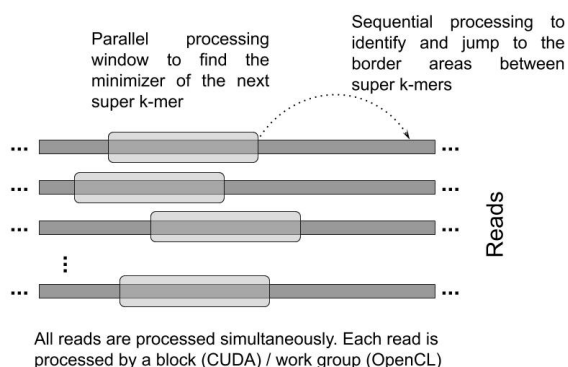 Parallel processing
window to find the
minimizer of the next
super k-mer
Sequential processing to
identify and jump to the
border areas between
super k-mers
... ...
... ...
... ...
...
... ...
Reads
All reads are processed simultaneously. Each read is
processed by a block (CUDA) / work group (OpenCL)